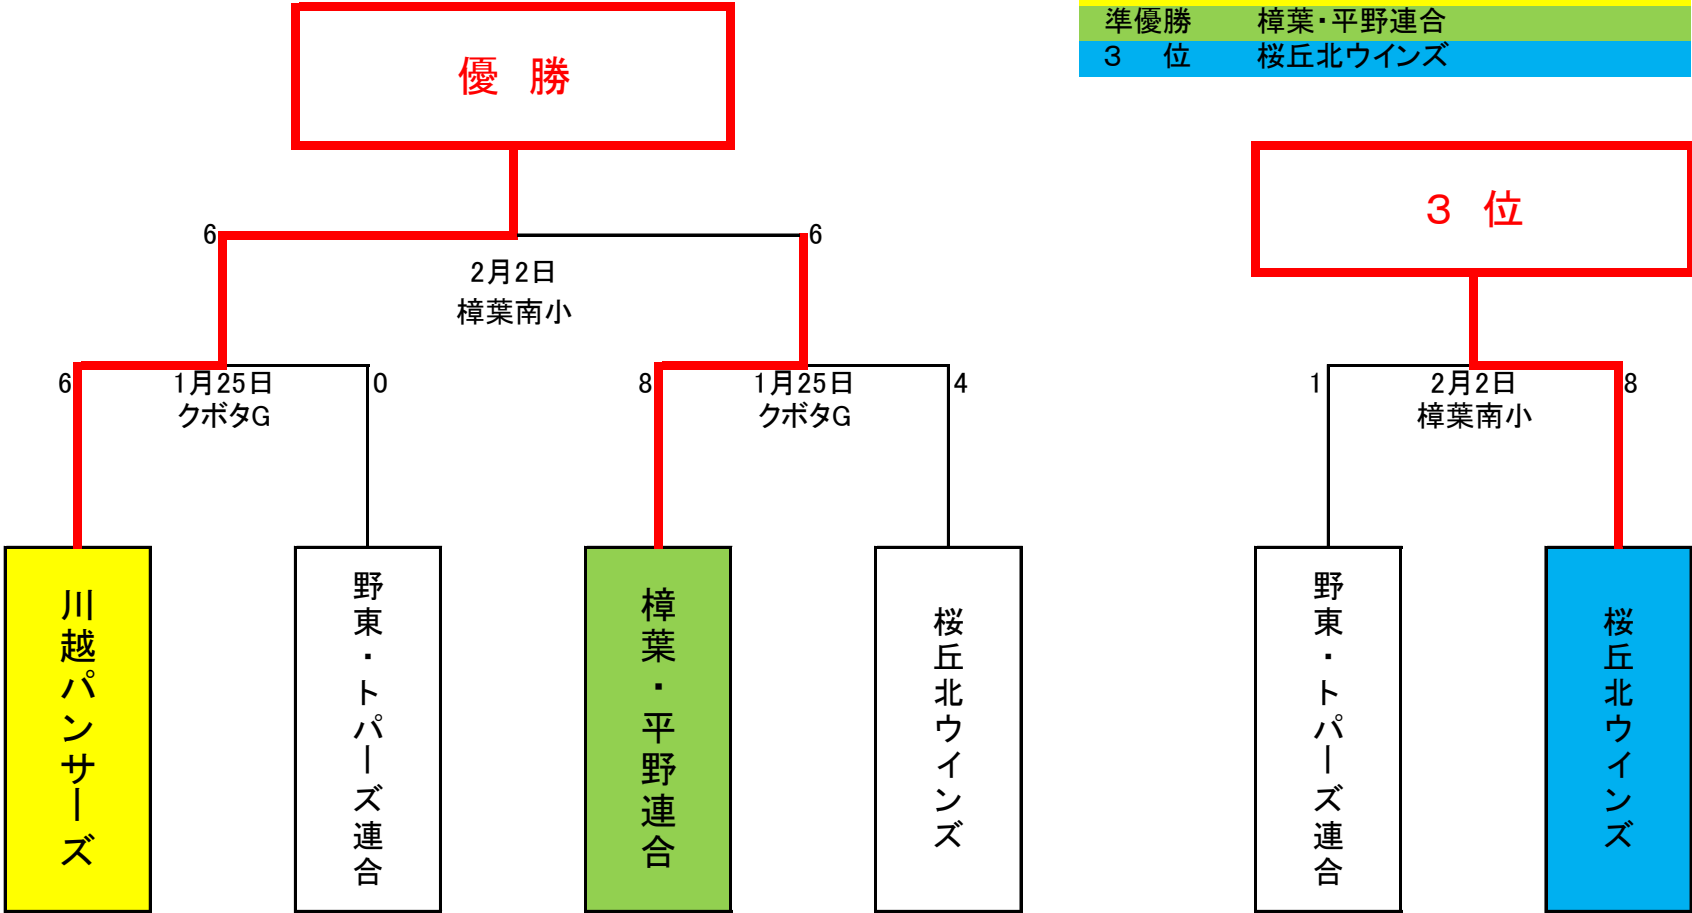 準優勝 樟葉・平野連合
3 位 桜丘北ウインズ
優 勝
3 位
6
6
2月2日
樟葉南小
6
1月25日
クボタG
0
8
1月25日
クボタG
4
1
2月2日
樟葉南小
8
川越パンサーズ
野東・トパーズ連合
樟葉・平野連合
桜丘北ウインズ
野東・トパーズ連合
桜丘北ウインズ